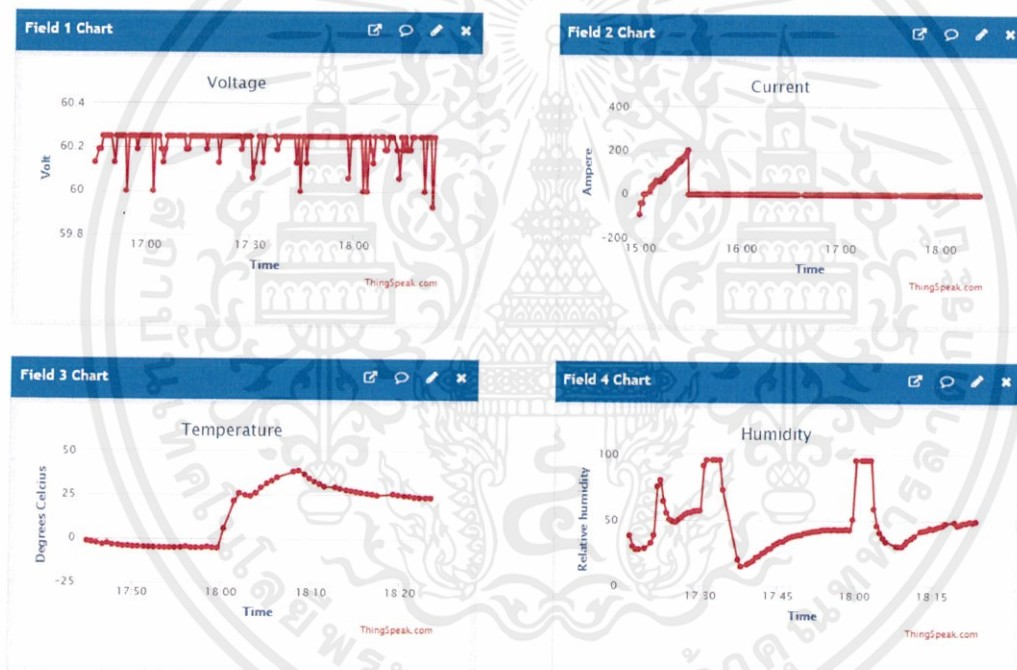 Field 1 Chart
Voltage
60.4
60.2
60
59.8
Volt
17:00
17:30
18:00
Time
ThingSpeak.com
Field 2 Chart
Current
400
200
0
-200
Ampere
15:00
16:00
17:00
18:00
Time
ThingSpeak.com
Field 3 Chart
Temperature
50
25
0
-25
Degrees Celcius
17:50
18:00
18:10
18:20
Time
ThingSpeak.com
Field 4 Chart
Humidity
100
50
0
Relative humidity
17:30
17:45
18:00
18:15
Time
ThingSpeak.com